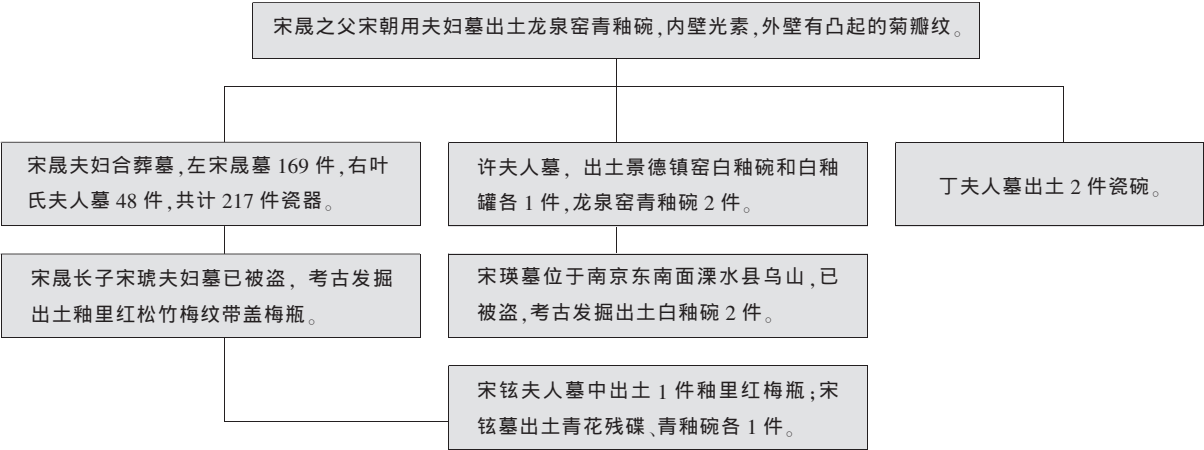 宋晟之父宋朝用夫妇墓出土龙泉窑青釉碗,内壁光素,外壁有凸起的菊瓣纹。
宋晟夫妇合葬墓,左宋晟墓 169 件,右叶
氏夫人墓 48 件,共计 217 件瓷器。
许夫人墓, 出土景德镇窑白釉碗和白釉
罐各 1 件,龙泉窑青釉碗 2 件。
丁夫人墓出土 2 件瓷碗。
宋晟长子宋琥夫妇墓已被盗, 考古发掘
出土釉里红松竹梅纹带盖梅瓶。
宋瑛墓位于南京东南面溧水县乌山,已
被盗,考古发掘出土白釉碗 2 件。
宋铉夫人墓中出土 1 件釉里红梅瓶;宋
铉墓出土青花残碟、青釉碗各 1 件。